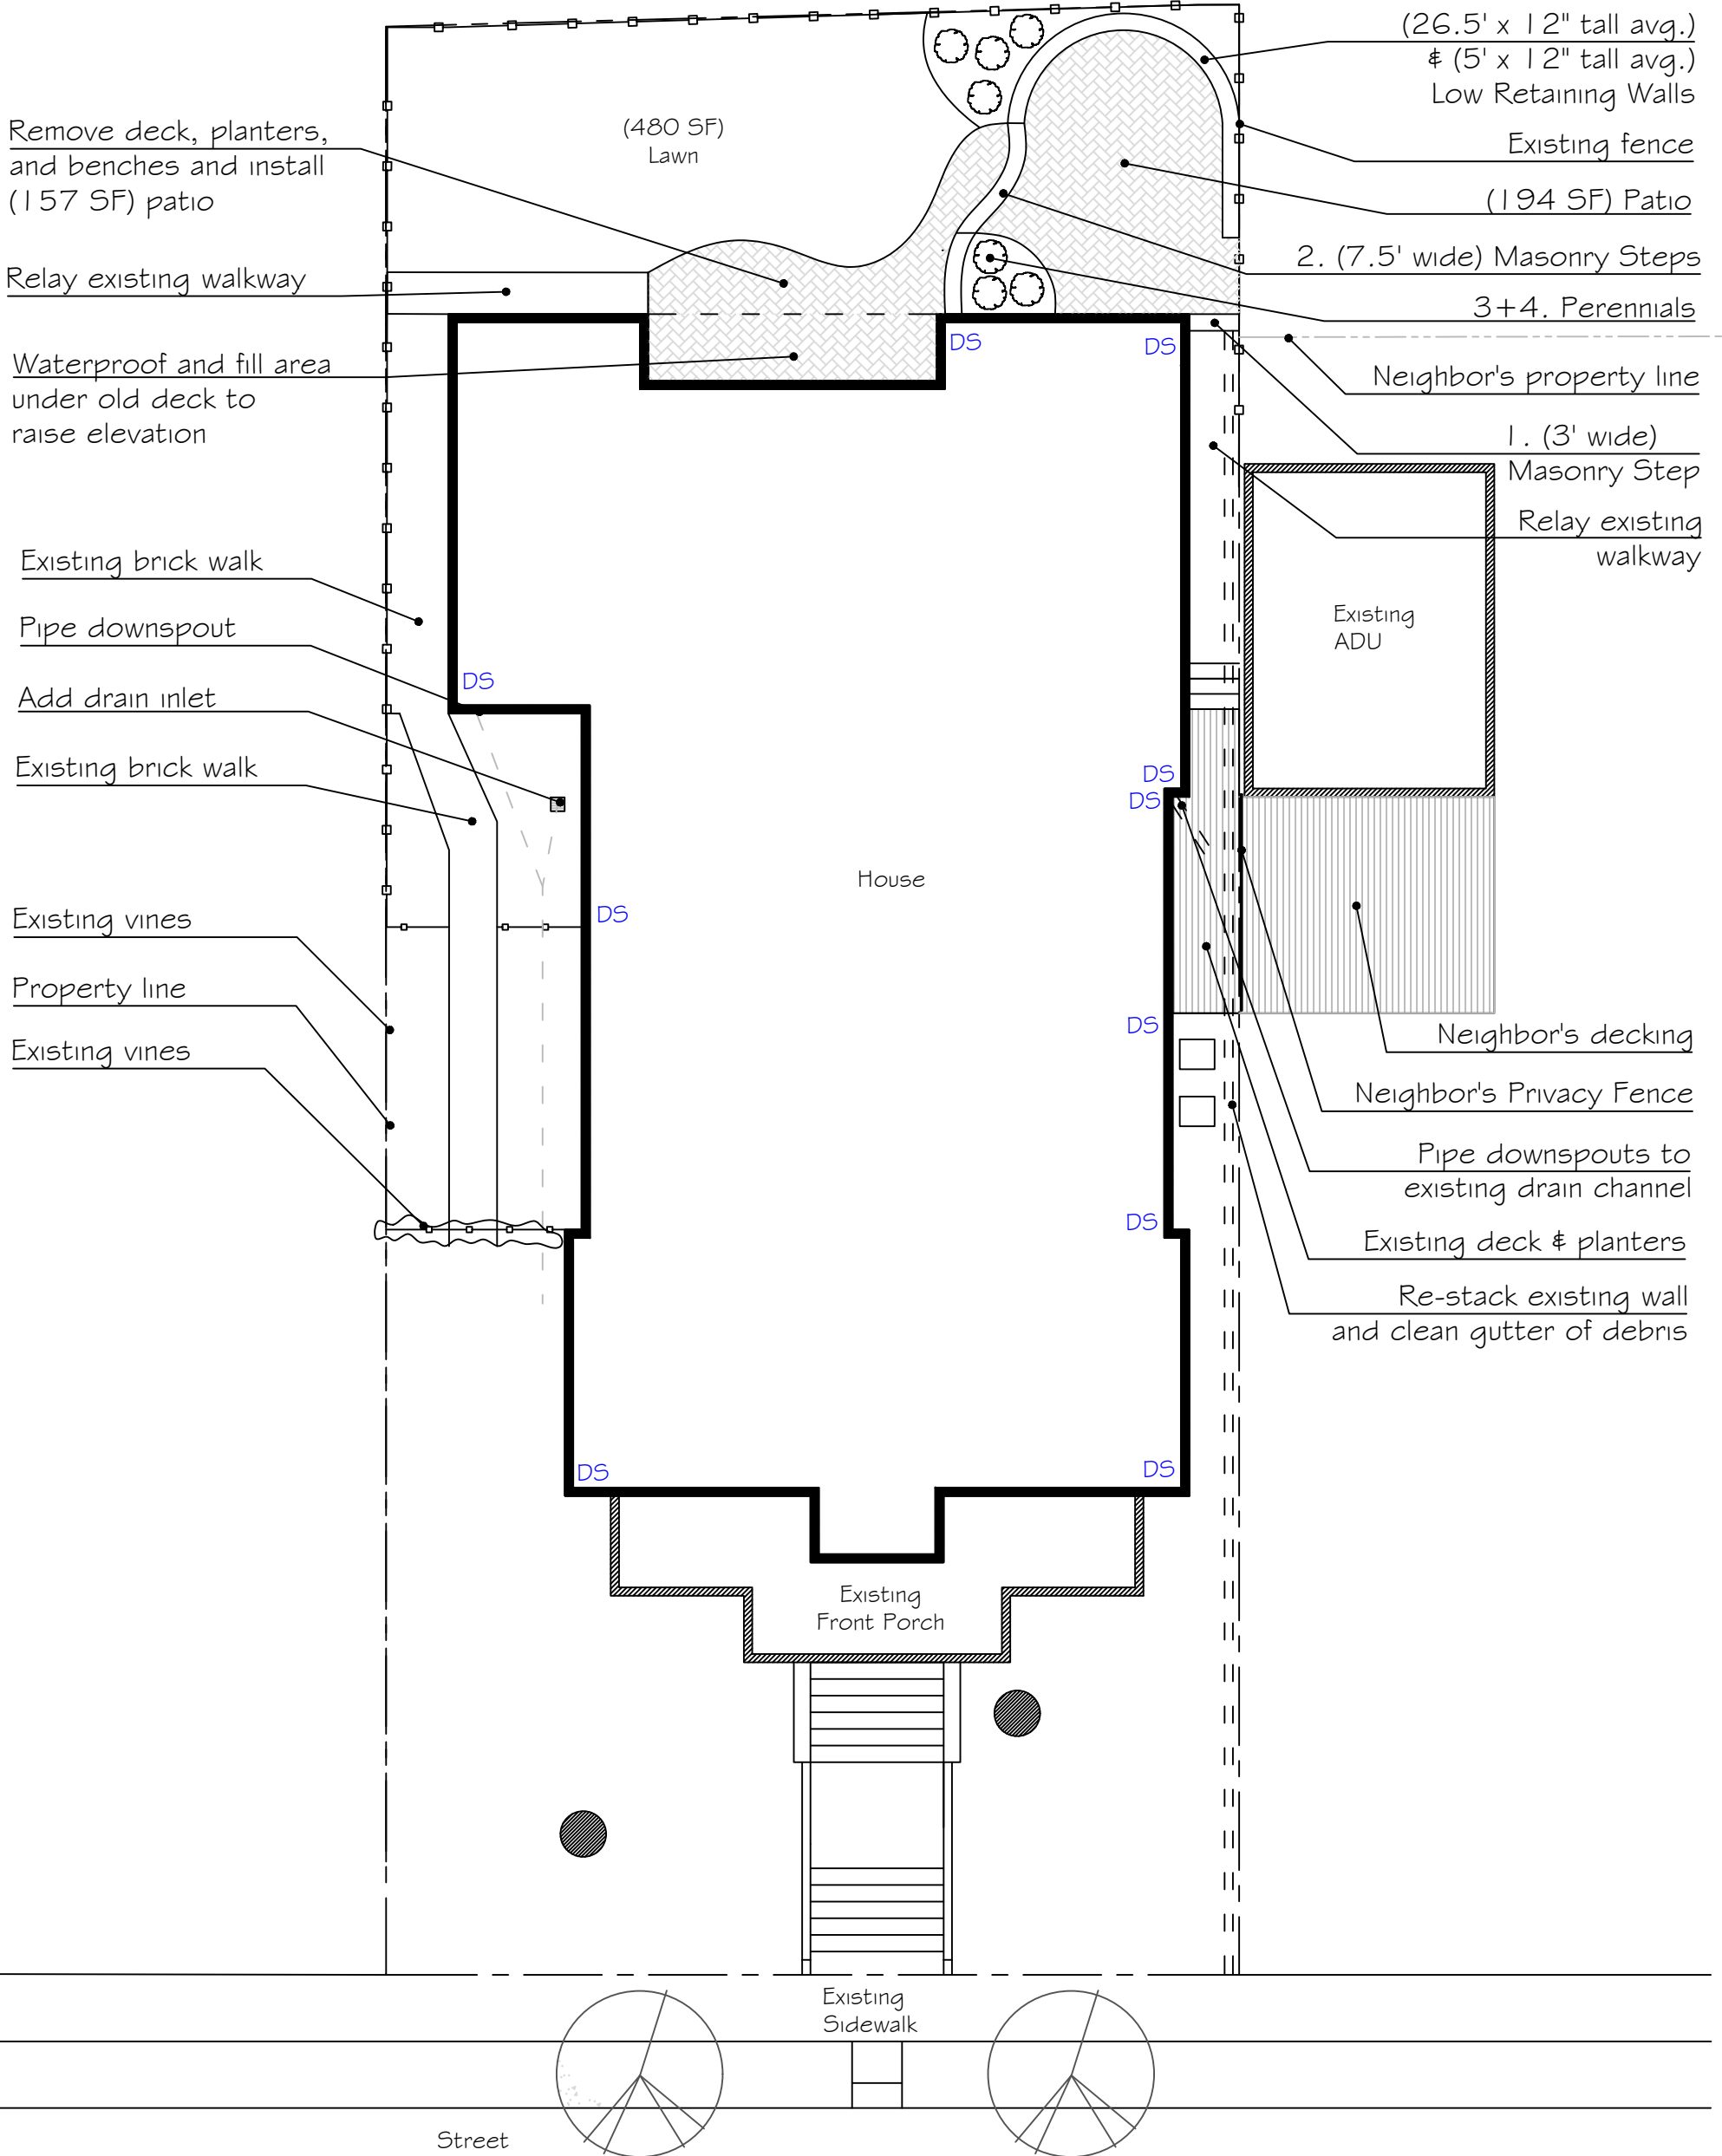 (26.5' x 12" tall avg.)
& (5' x 12" tall avg.)
Low Retaining Walls
Existing fence
(194 SF) Patio
2. (7.5' wide) Masonry Steps
3+4. Perennials
Neighbor's property line
1. (3' wide)
Masonry Step
Relay existing
walkway
(480 SF)
Lawn
Remove deck, planters,
and benches and install
(157 SF) patio
Relay existing walkway
Waterproof and fill area
under old deck to
raise elevation
Existing brick walk
Pipe downspout
Add drain inlet
Existing brick walk
Existing vines
Property line
Existing vines
DS
DS
DS
DS
DS
DS
DS
DS
DS
DS
House
Existing
ADU
Neighbor's decking
Neighbor's Privacy Fence
Pipe downspouts to
existing drain channel
Existing deck & planters
Re-stack existing wall
and clean gutter of debris
Existing
Front Porch
Existing
Sidewalk
Street